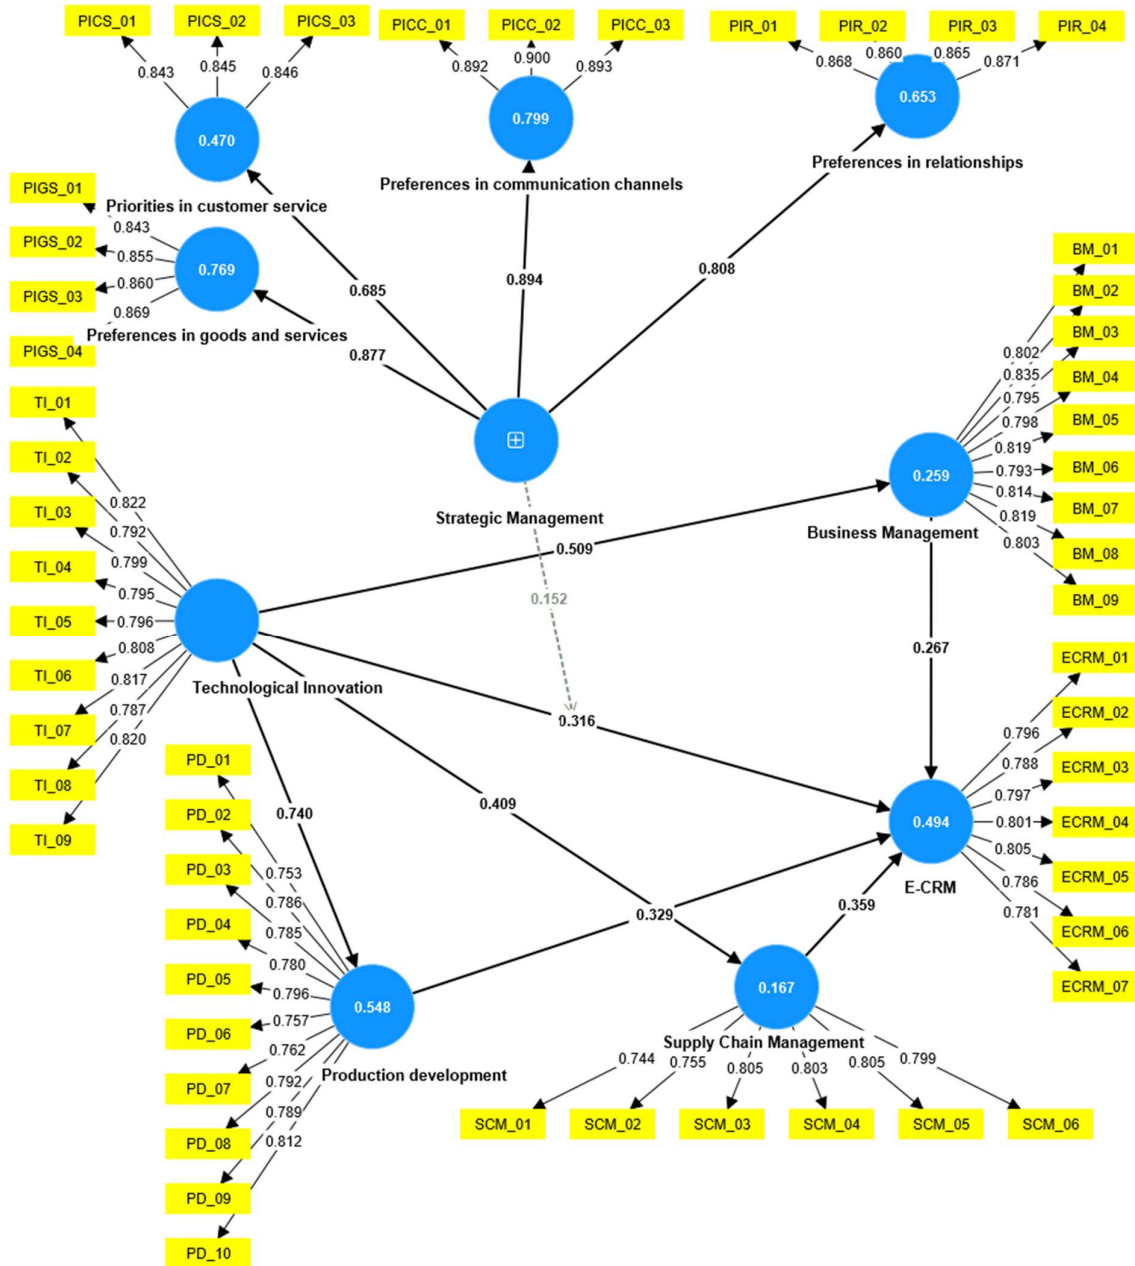 PICS_01
PICS_02
PICS_03
PICC_01
PICC_02
PICC_03
PIR_01
PIR_02
PIR_03
PIR_04
0.843
0.845
0.846
0.892
0.900
0.893
0.868
0.860
0.865
0.871
0.470
0.799
0.653
Priorities in customer service
Preferences in communication channels
Preferences in relationships
PIGS_01
PIGS_02
PIGS_03
PIGS_04
0.843
0.855
0.860
0.869
0.769
Preferences in goods and services
0.685
0.877
0.894
0.808
Strategic Management
0.152
BM_01
BM_02
BM_03
BM_04
BM_05
BM_06
BM_07
BM_08
BM_09
0.802
0.835
0.795
0.798
0.819
0.793
0.814
0.819
0.803
0.259
Business Management
0.509
0.267
TI_01
TI_02
TI_03
TI_04
TI_05
TI_06
TI_07
TI_08
TI_09
0.822
0.792
0.799
0.795
0.796
0.808
0.817
0.787
0.820
Technological Innovation
0.316
0.740
0.409
ECRM_01
ECRM_02
ECRM_03
ECRM_04
ECRM_05
ECRM_06
ECRM_07
0.796
0.788
0.797
0.801
0.805
0.786
0.781
0.494
E-CRM
PD_01
PD_02
PD_03
PD_04
PD_05
PD_06
PD_07
PD_08
PD_09
PD_10
0.753
0.786
0.785
0.780
0.796
0.757
0.762
0.792
0.789
0.812
0.548
Production development
0.329
0.359
0.167
Supply Chain Management
0.744
0.755
0.805
0.803
0.805
0.799
SCM_01
SCM_02
SCM_03
SCM_04
SCM_05
SCM_06